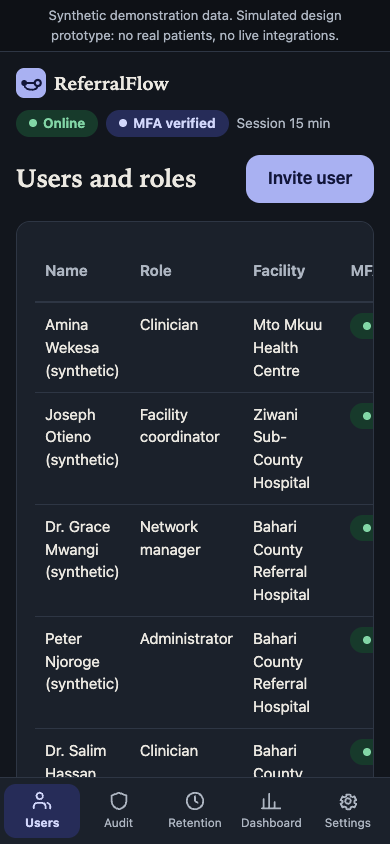 Synthetic demonstration data. Simulated design
prototype: no real patients, no live integrations.
ReferralFlow
Online
MFA verified
Session 15 min
Users and roles
Invite user
Name
Role
Facility
Amina
Wekesa
(synthetic)
Clinician
Mto Mkuu
Health
Centre
Joseph
Otieno
(synthetic)
Facility
coordinator
Ziwani
Sub-
County
Hospital
Dr. Grace
Mwangi
(synthetic)
Network
manager
Bahari
County
Referral
Hospital
Peter
Njoroge
(synthetic)
Administrator
Bahari
County
Referral
Hospital
Dr. Salim
Hassan
Clinician
Bahari
County
Users
Audit
Retention
Dashboard
Settings